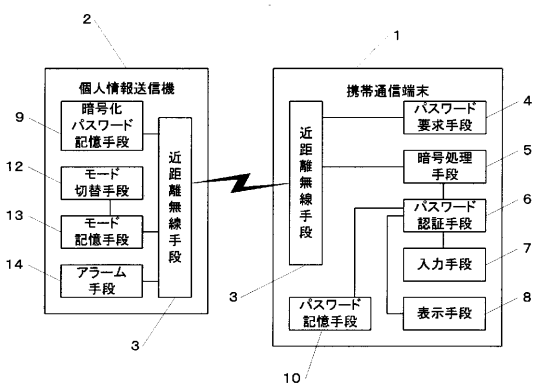 2
1
個人情報送信機
携帯通信端末
9
暗号化
パスワード
記憶手段
12
モード
切替手段
13
モード
記憶手段
14
アラーム
手段
近距離無線手段
3
近距離無線手段
3
パスワード
要求手段
4
暗号処理
手段
5
パスワード
認証手段
6
入力手段
7
表示手段
8
パスワード
記憶手段
10